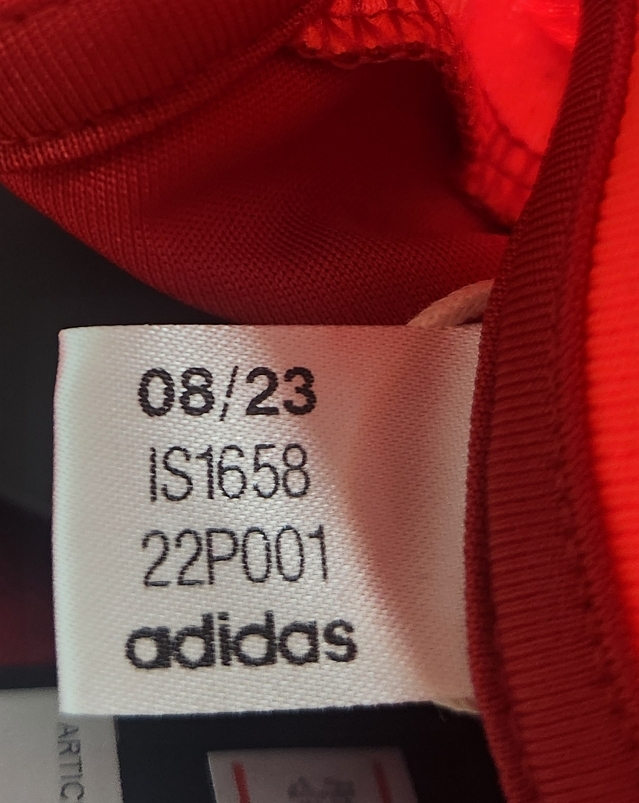 08/23
IS1658
22P001
adidas
ARTIC